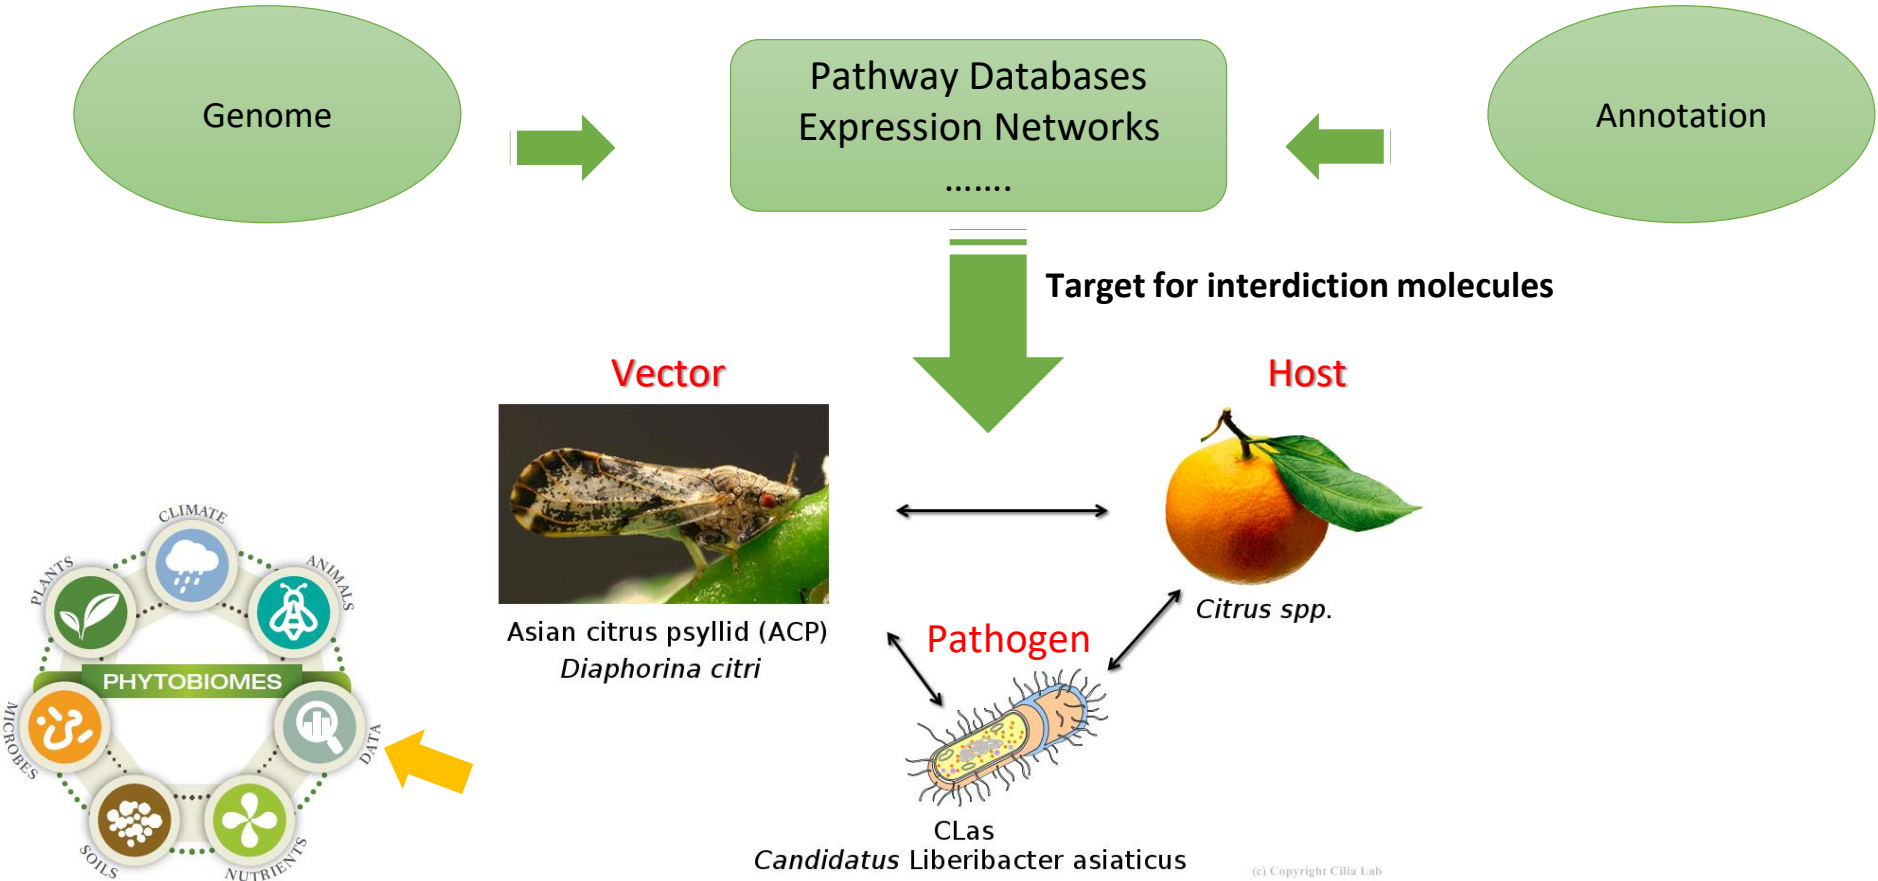 Genome
Pathway Databases
Expression Networks
.......
Annotation
Target for interdiction molecules
Vector
Host
Asian citrus psyllid (ACP)
Diaphorina citri
Citrus spp.
Pathogen
CLas
Candidatus Liberibacter asiaticus
(c) Copyright Cilia Lab
CLIMATE
ANIMALS
PLANTS
PHYTOBIOMES
MICROBES
DATA
SOILS
NUTRIENTS